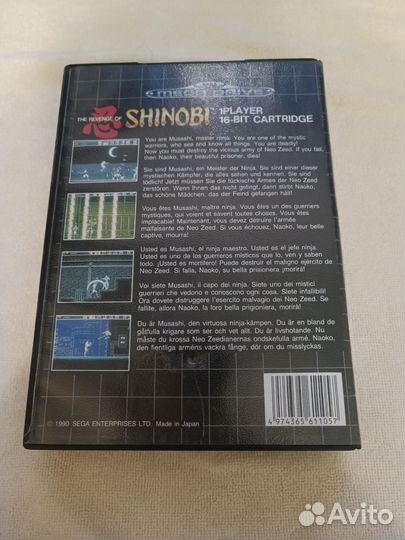 MEGA DRIVE
THE REVENGE OF SHINOBI 1PLAYER
16-BIT CARTRIDGE
You are Musashi, master ninja. You are one of the mystic
warriors, who see and know all things. You are deadly!
Now you must destroy the vicious army of Neo Zeed. If you fail,
then Naoko, their beautiful prisoner, dies!
Sie sind Musashi, ein Meister der Ninja. Sie sind einer dieser
mystischen Kämpfer, die alles sehen und kennen. Sie sind
tödlich! Jetzt müssen Sie die tückische Armee der Neo Zeed
zerstören. Wenn Ihnen das nicht gelingt, dann stirbt Naoko,
das schöne Mädchen, das der Feind gefangen hält!
Vous êtes Musashi, maître ninja. Vous êtes un des guerriers
mystiques, qui voient et savent toutes choses. Vous êtes
implacable! Maintenant, vous devez détruire l'armée
malfaisante de Neo Zeed. Si vous échouez, Naoko, leur belle
captive, mourra!
Usted es Musashi, el ninja maestro. Usted es el jefe ninja.
Usted es uno de los guerreros místicos que lo, ven y saben
todo. ¡Usted es mortífero! Puede destruir el maligno ejército de
Neo Zeed. Si falla, Naoko, su bella prisionera ¡morirá!
Voi siete Musashi, il capo dei ninja. Siete uno dei mistici
guerrieri che vedono e conoscono ogni cosa. Siete infallibili!
Ora dovete distruggere l'esercito malvagio dei Neo Zeed. Se
fallite, allora Naoko, la loro bella prigioniera, morirà!
Du är Musashi, den virtuosa ninja-kämpen. Du är en bland de
gåtfulla krigare som ser och vet allt. Du är livshotande. Nu
måste du krossa Neo Zeedianernas ondskefulla armé. Naoko,
den fientliga arméns vackra fånge, dör om du misslyckas.
4 974365 611057
© 1990 SEGA ENTERPRISES LTD. Made in Japan
Avito